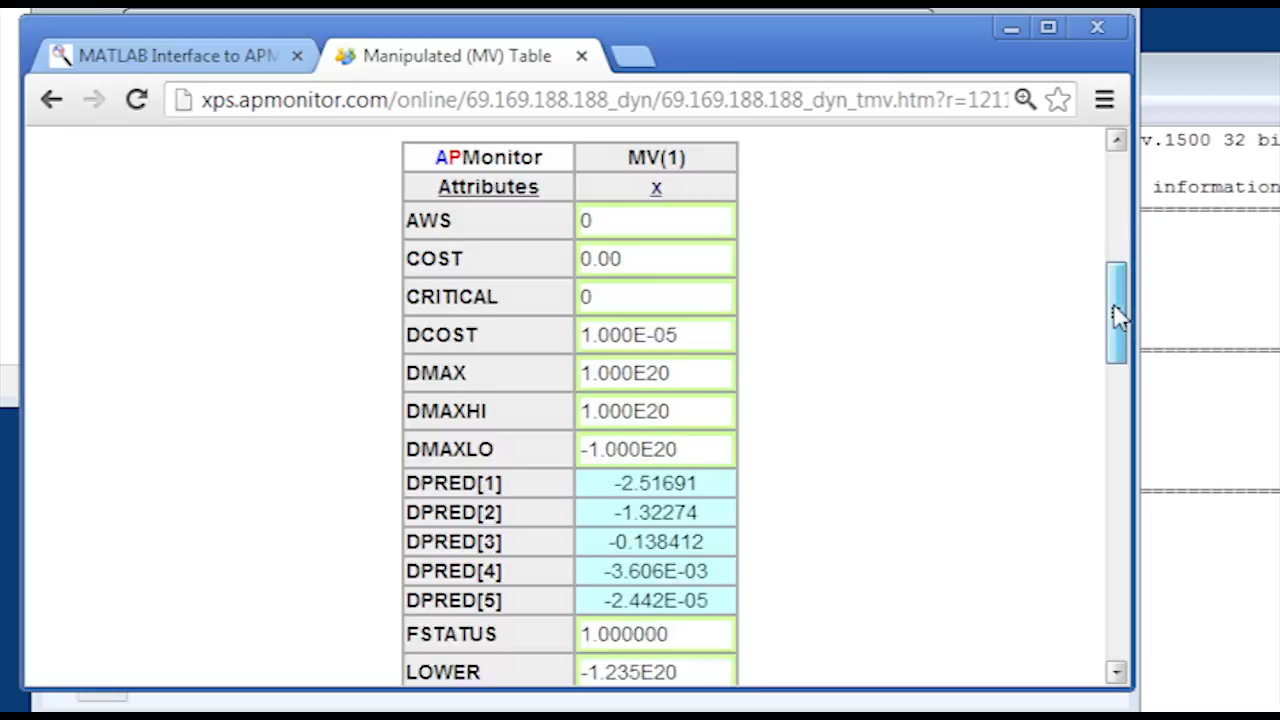 MATLAB Interface to APM
Manipulated (MV) Table
xps.apmonitor.com/online/69.169.188.188_dyn/69.169.188.188_dyn_tmv.htm?r=1211
v.1500 32 bi
information
APMonitor MV(1)
Attributes x
AWS 0
COST 0.00
CRITICAL 0
DCOST 1.000E-05
DMAX 1.000E20
DMAXHI 1.000E20
DMAXLO -1.000E20
DPRED[1] -2.51691
DPRED[2] -1.32274
DPRED[3] -0.138412
DPRED[4] -3.606E-03
DPRED[5] -2.442E-05
FSTATUS 1.000000
LOWER -1.235E20